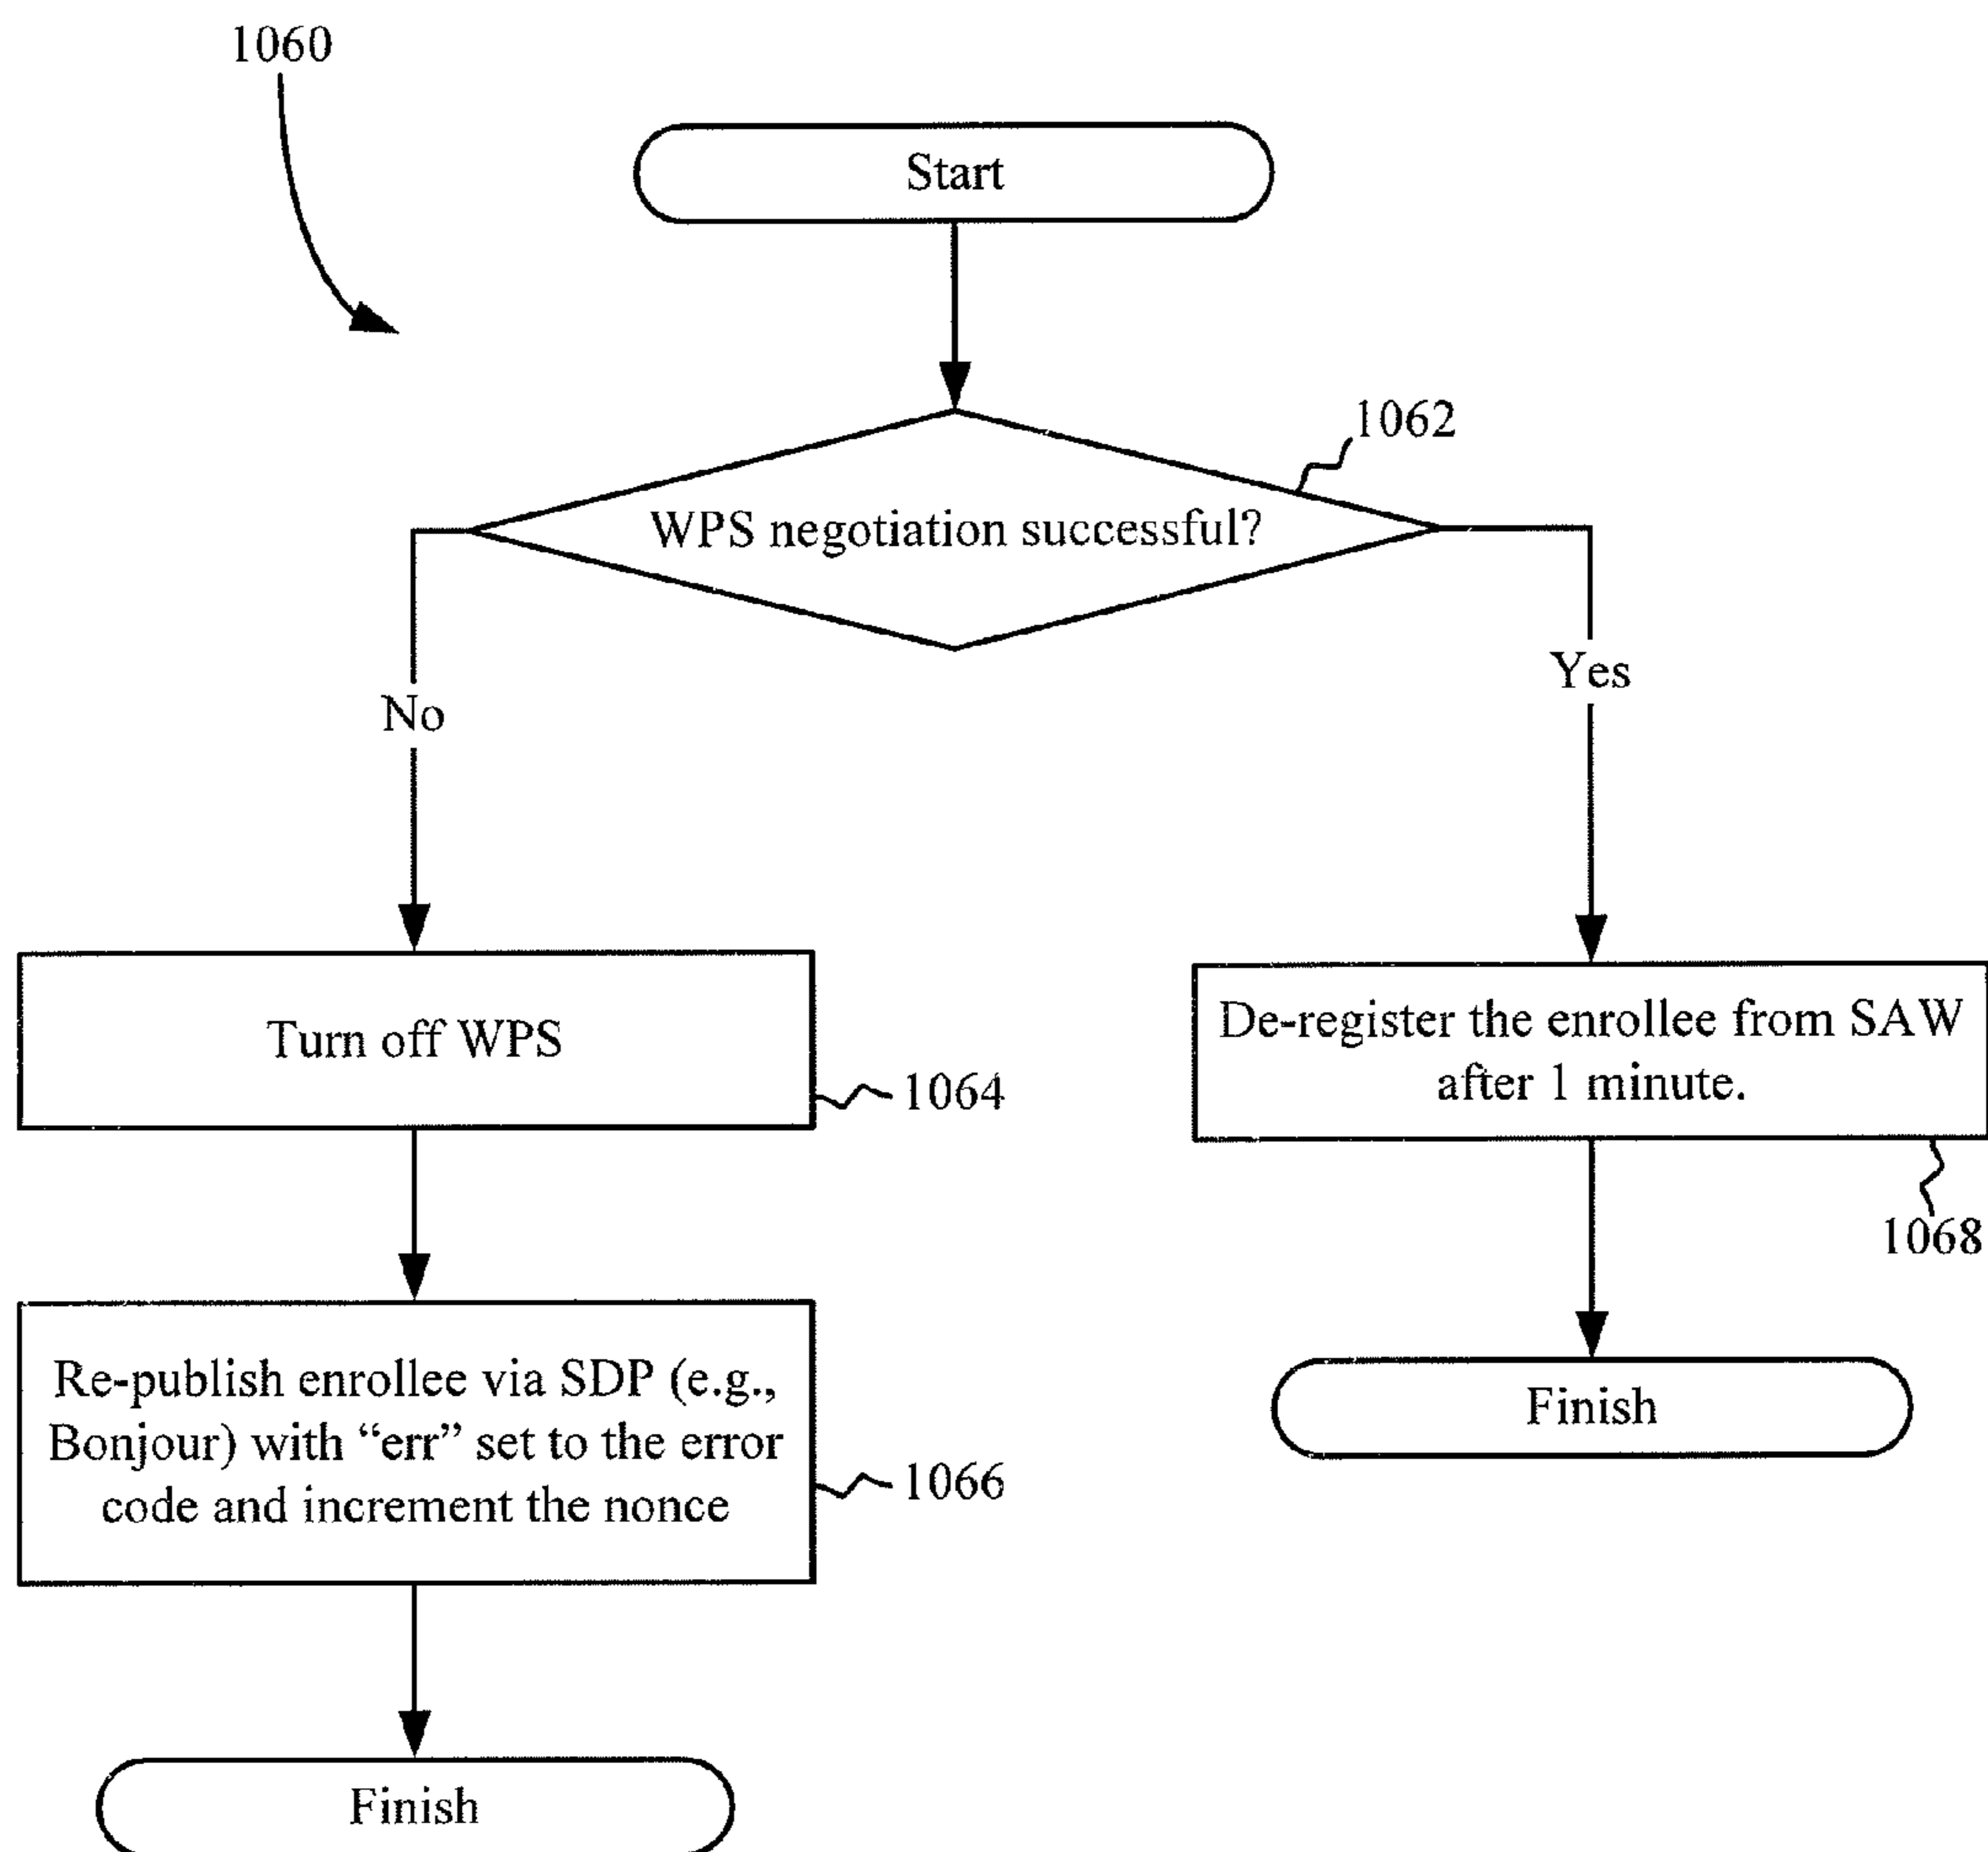 1060
Start
1062
WPS negotiation successful?
Yes
No
Turn off WPS
1064
De-register the enrollee from SAW
after 1 minute.
1068
Re-publish enrollee via SDP (e.g.,
Bonjour) with “err” set to the error
code and increment the nonce
1066
Finish
Finish